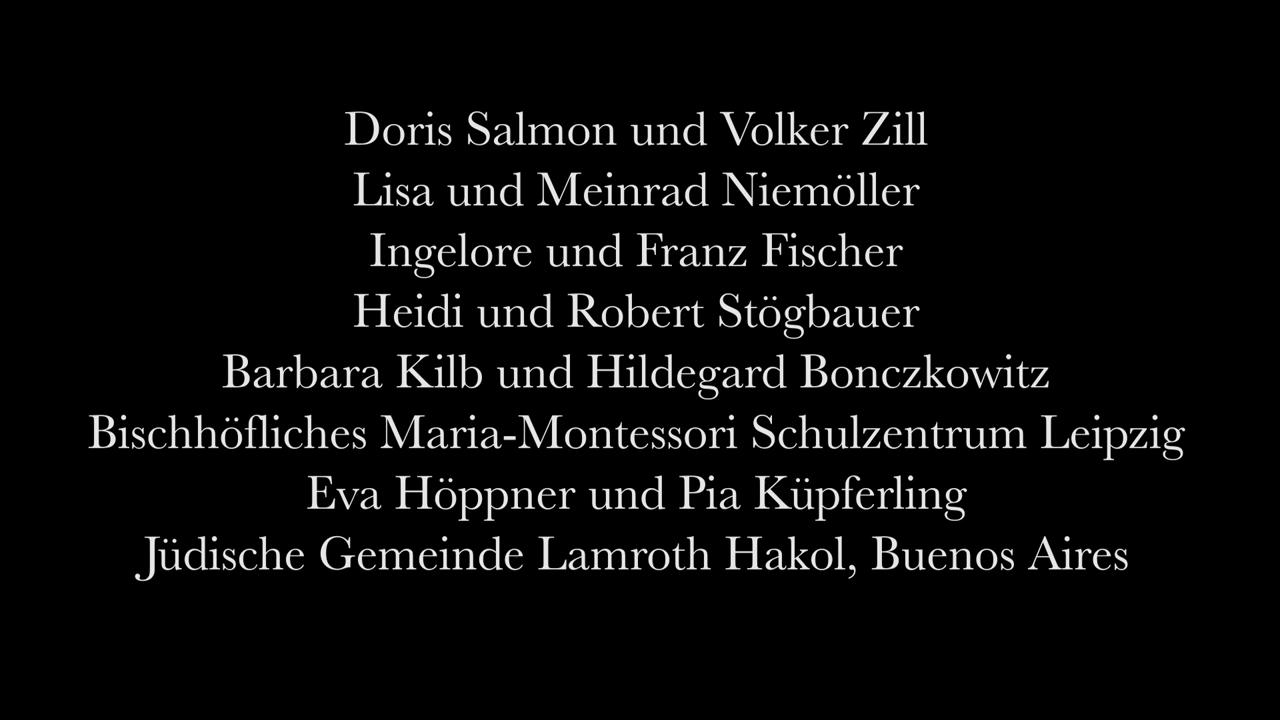 Doris Salmon und Volker Zill
Lisa und Meinrad Niemöller
Ingelore und Franz Fischer
Heidi und Robert Stögbauer
Barbara Kilb und Hildegard Bonczkowitz
Bischhöfliches Maria-Montessori Schulzentrum Leipzig
Eva Höppner und Pia Küpferling
Jüdische Gemeinde Lamroth Hakol, Buenos Aires